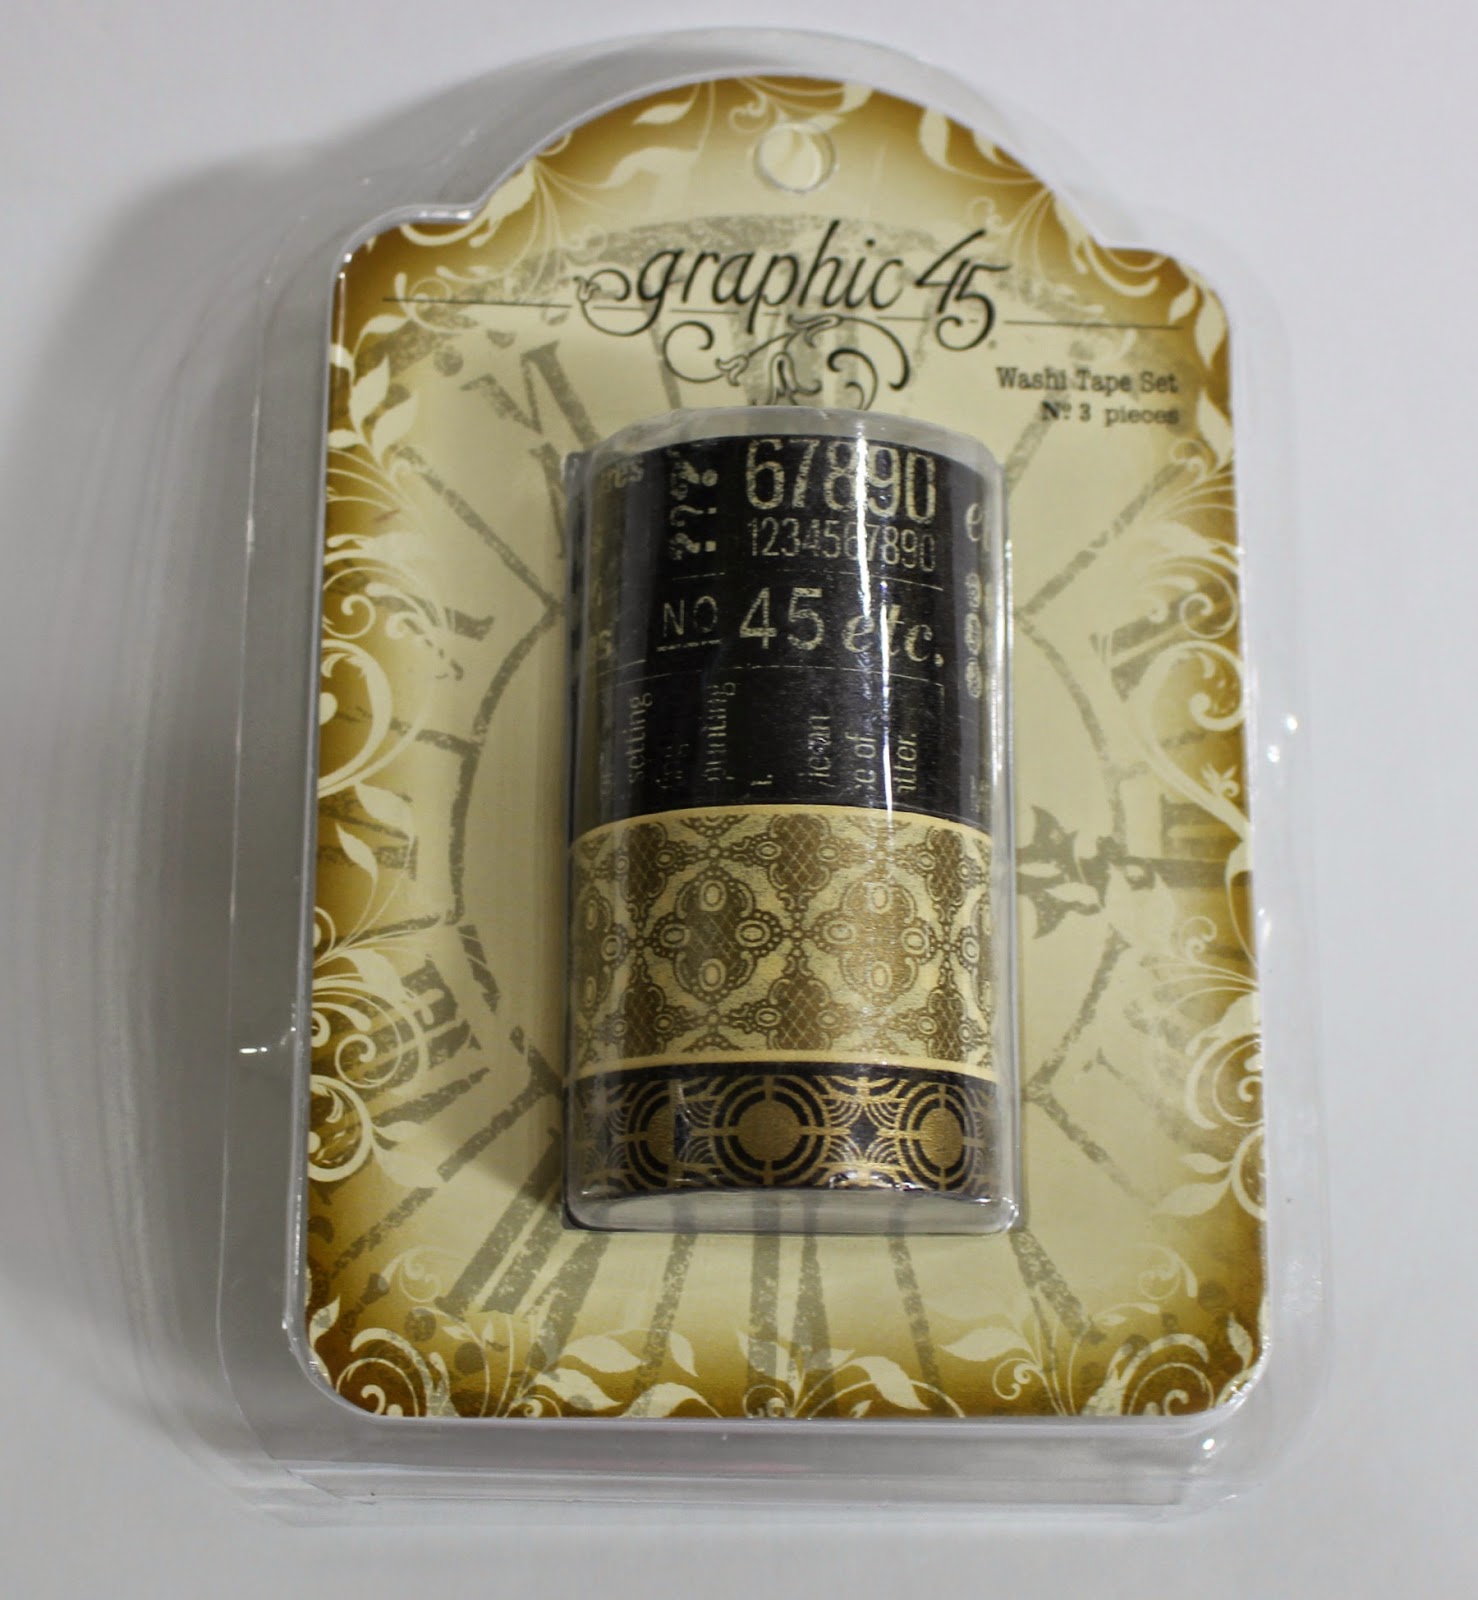 graphic 45
Washi Tape Set
Nº 3 pieces
67890
1234567890
NO 45 etc.
setting
printing